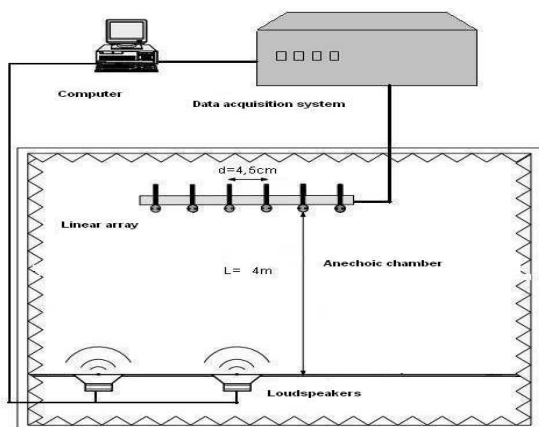 Computer
Data acquisition system
d=4,5cm
Linear array
Anechoic chamber
L= 4m
Loudspeakers